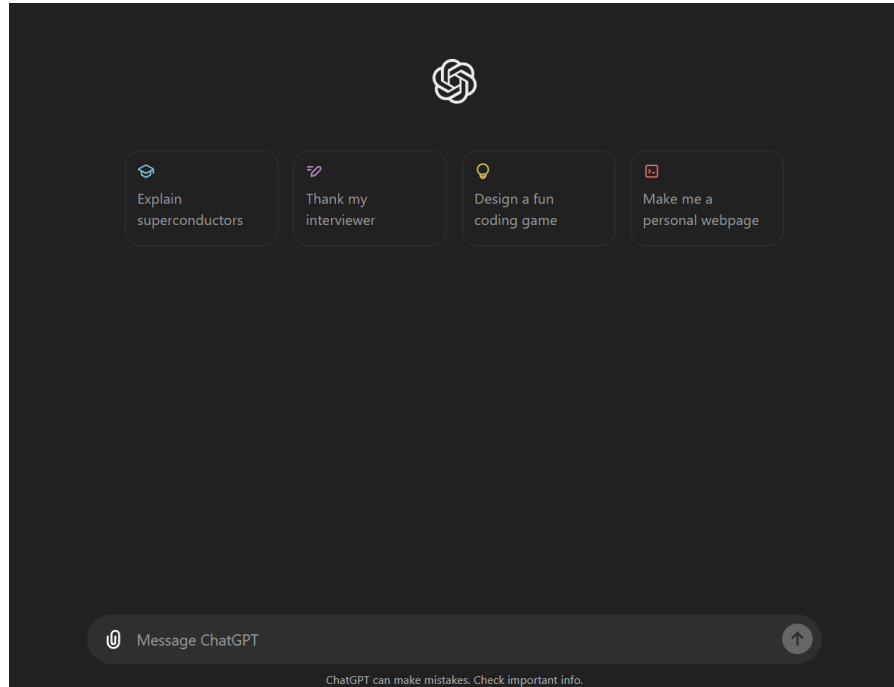 Explain
superconductors
Thank my
interviewer
Design a fun
coding game
Make me a
personal webpage
Message ChatGPT
ChatGPT can make mistakes. Check important info.